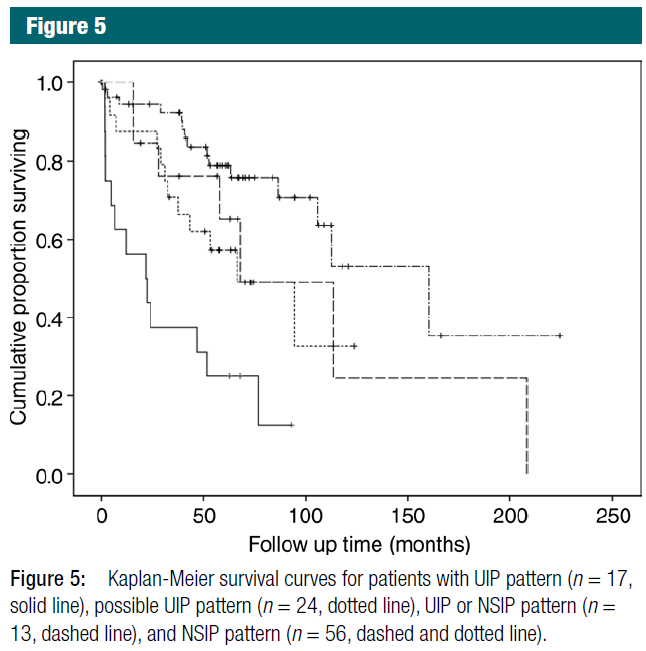 Figure 5
Cumulative proportion surviving
1.0
0.8
0.6
0.4
0.2
0.0
0 50 100 150 200 250
Follow up time (months)
Figure 5: Kaplan-Meier survival curves for patients with UIP pattern (n = 17,
solid line), possible UIP pattern (n = 24, dotted line), UIP or NSIP pattern (n =
13, dashed line), and NSIP pattern (n = 56, dashed and dotted line).